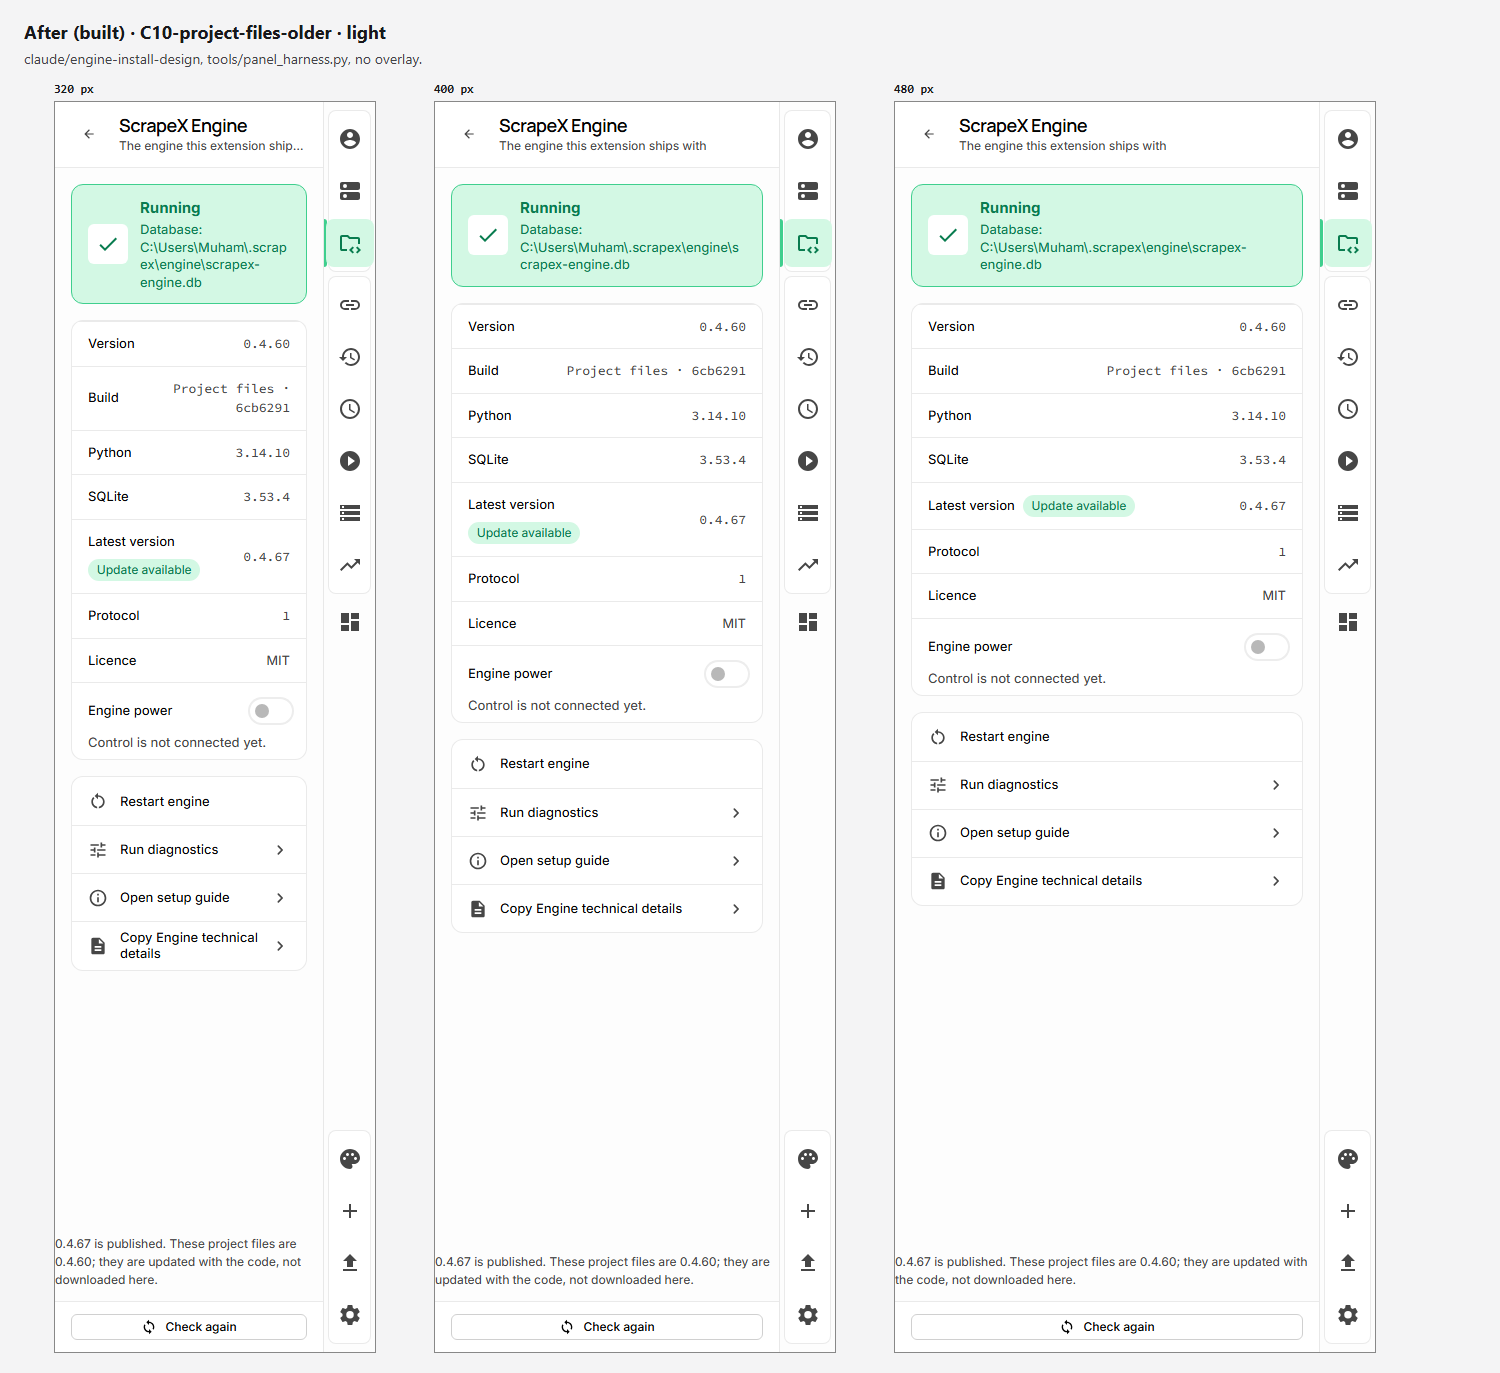 After (built) · C10-project-files-older · light
claude/engine-install-design, tools/panel_harness.py, no overlay.
320 px
ScrapeX Engine
The engine this extension ship...
Running
Database:
C:\Users\Muham\.scrap
ex\engine\scrapex-
engine.db
Version 0.4.60
Build Project files ·
6cb6291
Python 3.14.10
SQLite 3.53.4
Latest version
Update available
0.4.67
Protocol 1
Licence MIT
Engine power
Control is not connected yet.
Restart engine
Run diagnostics
Open setup guide
Copy Engine technical
details
0.4.67 is published. These project files are
0.4.60; they are updated with the code, not
downloaded here.
Check again
400 px
ScrapeX Engine
The engine this extension ships with
Running
Database:
C:\Users\Muham\.scrapex\engine\s
crapex-engine.db
Version 0.4.60
Build Project files · 6cb6291
Python 3.14.10
SQLite 3.53.4
Latest version
Update available
0.4.67
Protocol 1
Licence MIT
Engine power
Control is not connected yet.
Restart engine
Run diagnostics
Open setup guide
Copy Engine technical details
0.4.67 is published. These project files are 0.4.60; they are
updated with the code, not downloaded here.
Check again
480 px
ScrapeX Engine
The engine this extension ships with
Running
Database:
C:\Users\Muham\.scrapex\engine\scrapex-
engine.db
Version 0.4.60
Build Project files · 6cb6291
Python 3.14.10
SQLite 3.53.4
Latest version Update available 0.4.67
Protocol 1
Licence MIT
Engine power
Control is not connected yet.
Restart engine
Run diagnostics
Open setup guide
Copy Engine technical details
0.4.67 is published. These project files are 0.4.60; they are updated with
the code, not downloaded here.
Check again